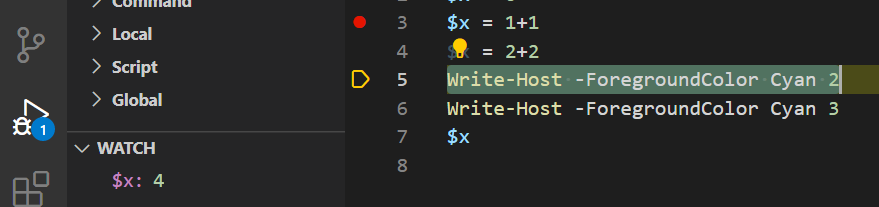 Command
Local
Script
Global
WATCH
$x: 4
1
3 $x = 1+1
4 $x = 2+2
5 Write-Host -ForegroundColor Cyan 2
6 Write-Host -ForegroundColor Cyan 3
7 $x
8